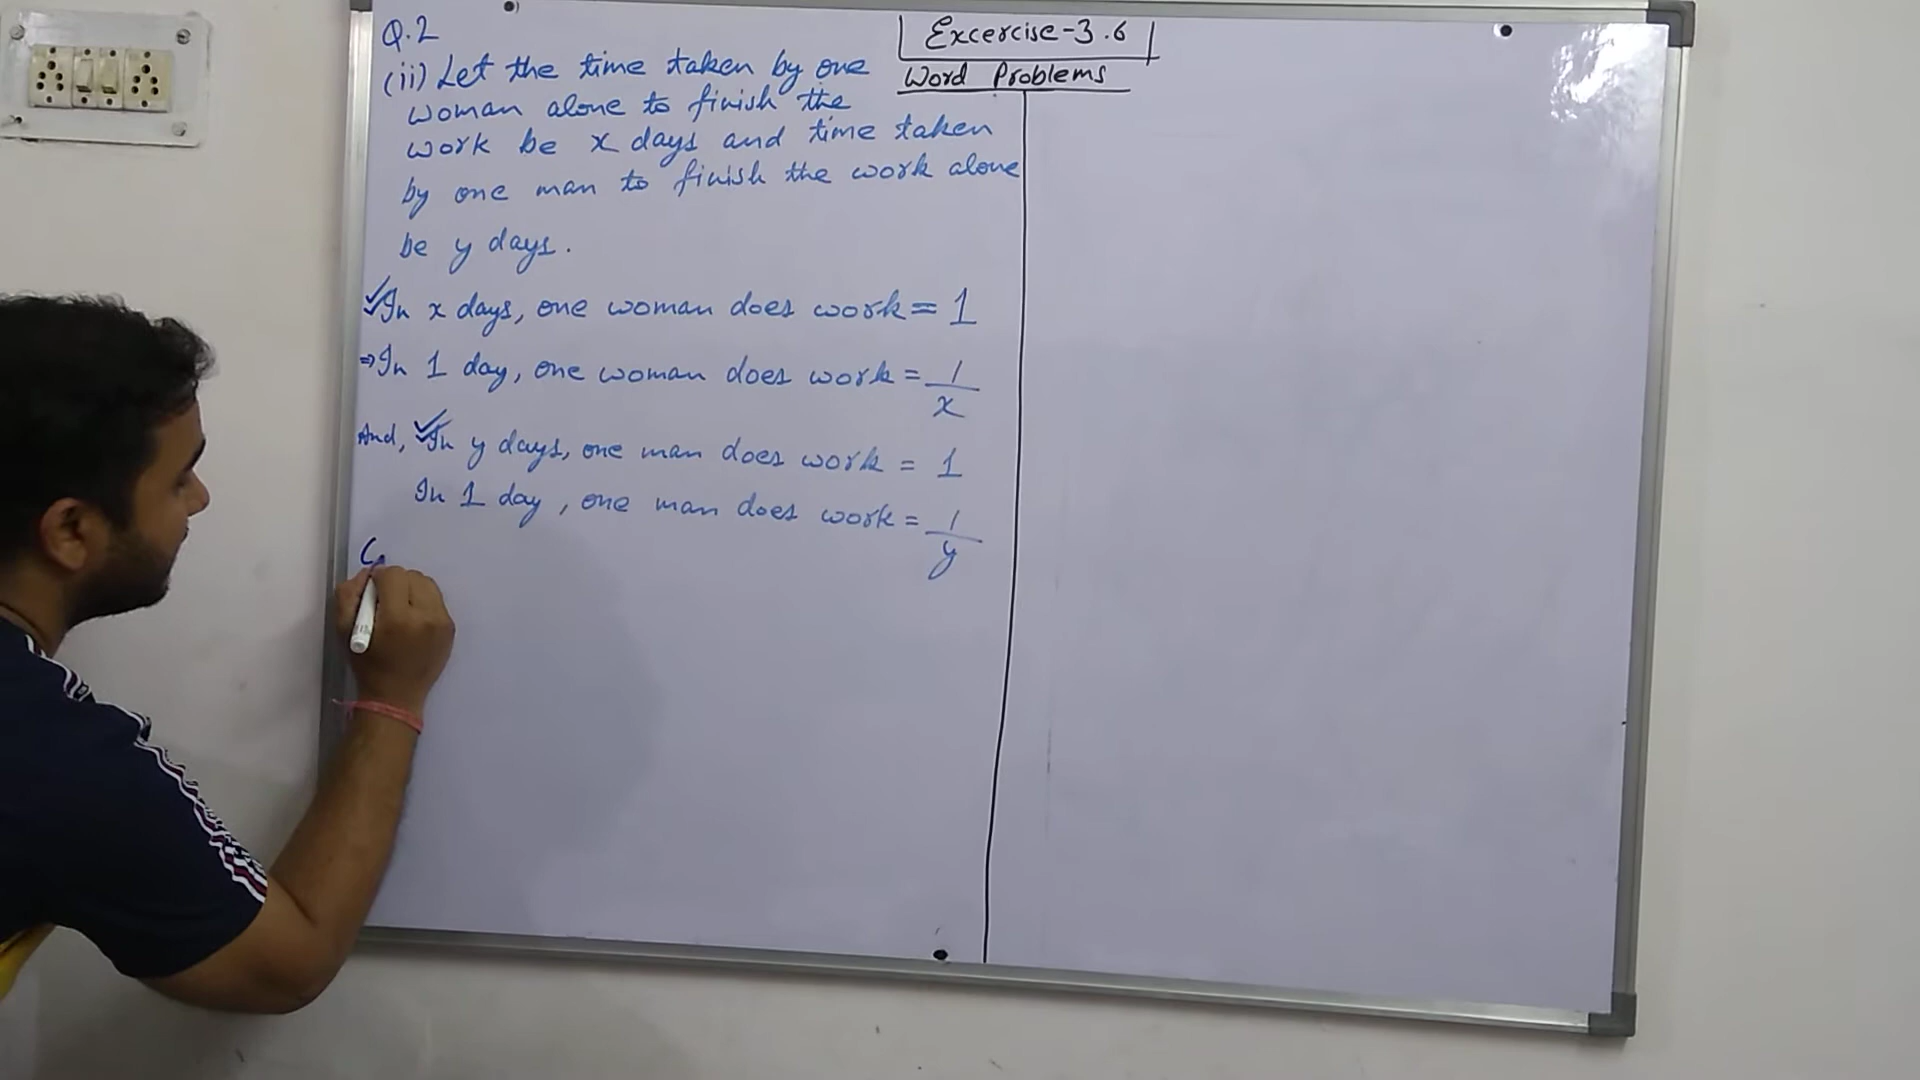 Excercise-3.6
Word Problems
Q.2
(ii) Let the time taken by one
woman alone to finish the
work be x days and time taken
by one man to finish the work alone
be y days.
✓In x days, one woman does work = 1
⇒In 1 day, one woman does work = 1/x
And, ✓In y days, one man does work = 1
In 1 day, one man does work = 1/y